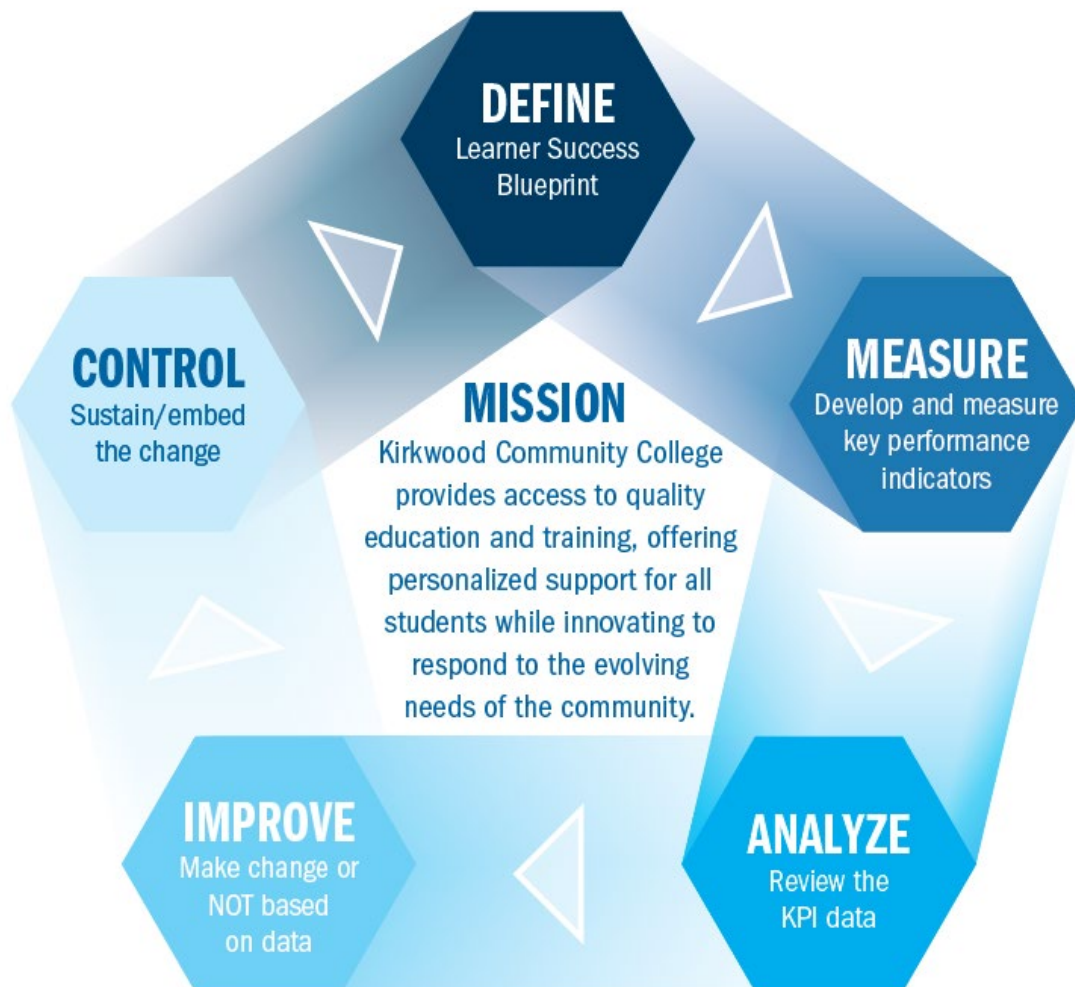 DEFINE
Learner Success
Blueprint
MEASURE
Develop and measure
key performance
indicators
ANALYZE
Review the
KPI data
IMPROVE
Make change or
NOT based
on data
CONTROL
Sustain/embed
the change
MISSION
Kirkwood Community College
provides access to quality
education and training, offering
personalized support for all
students while innovating to
respond to the evolving
needs of the community.